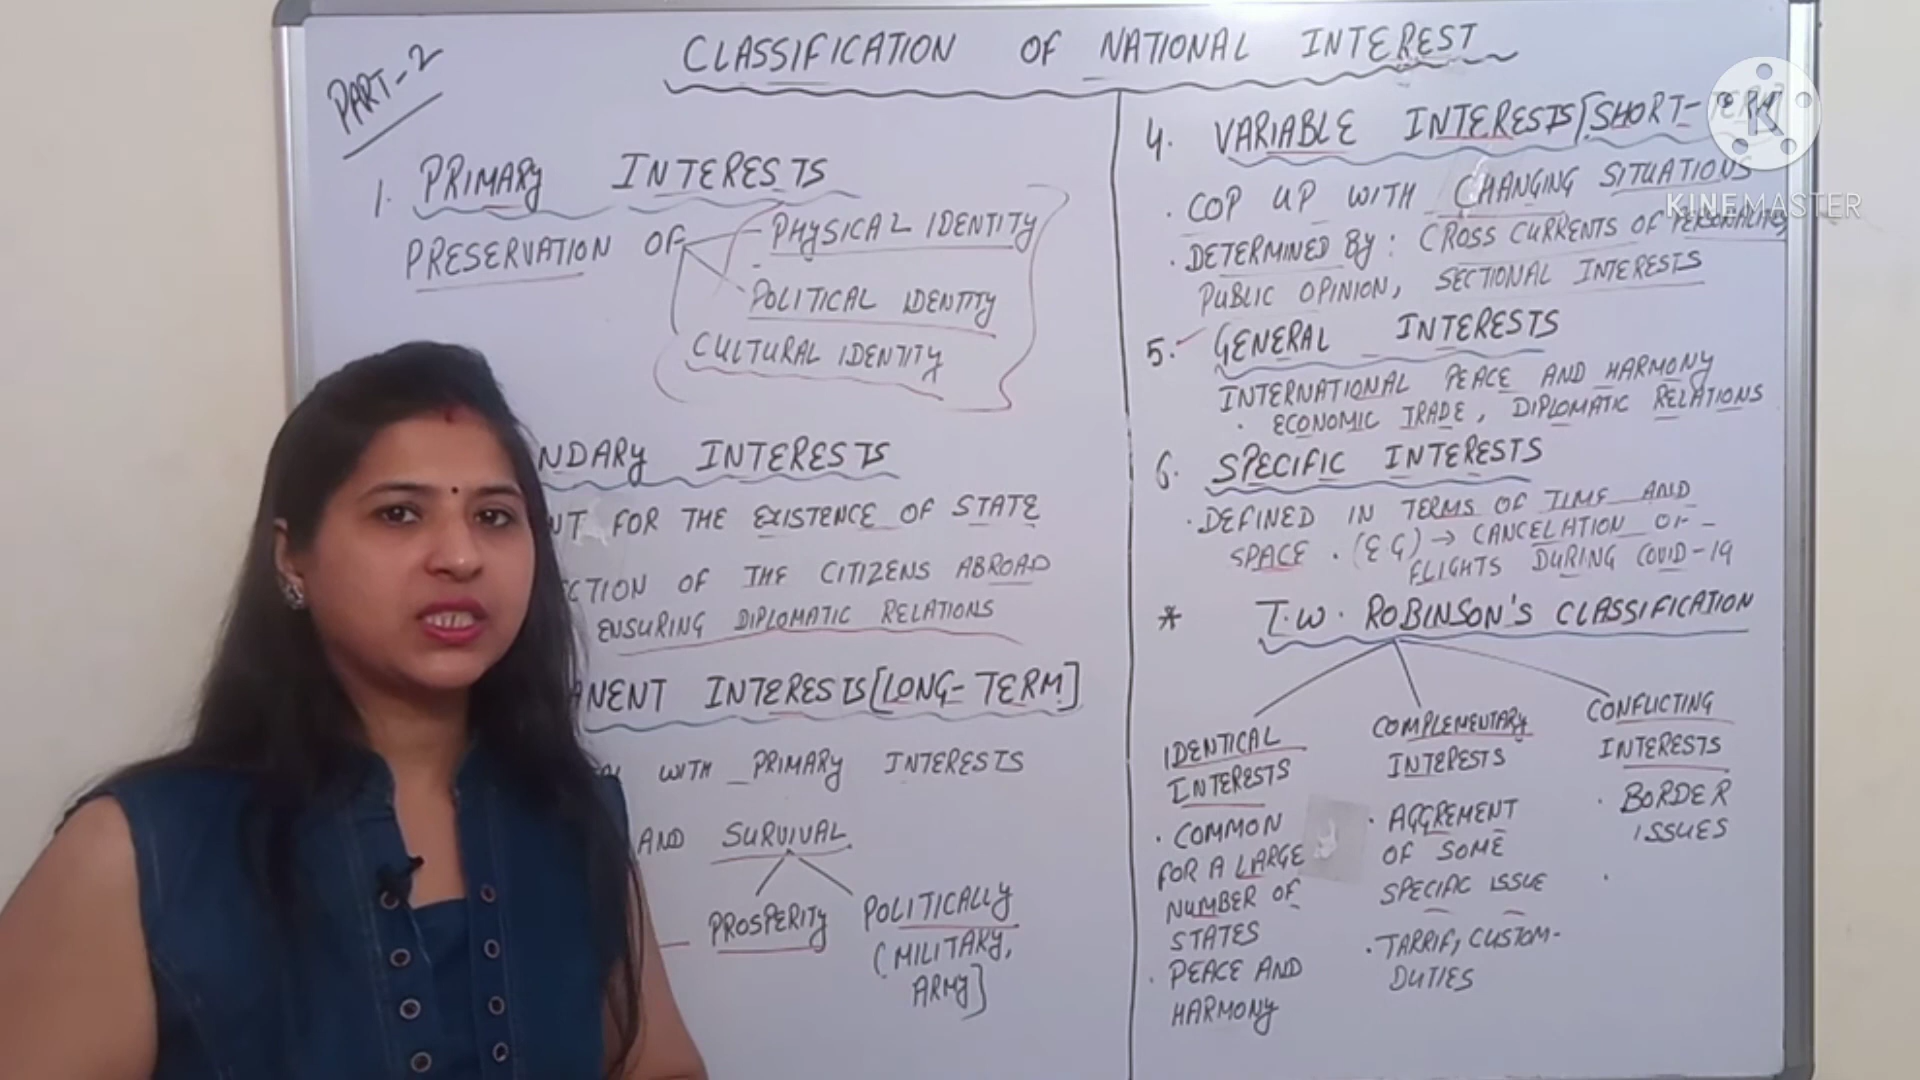 PART-2
CLASSIFICATION OF NATIONAL INTEREST
1. PRIMARY INTERESTS
PRESERVATION OF
PHYSICAL IDENTITY
POLITICAL IDENTITY
CULTURAL IDENTITY
NDARY INTERESTS
NT FOR THE EXISTENCE OF STATE
CTION OF THE CITIZENS ABROAD
ENSURING DIPLOMATIC RELATIONS
ANENT INTERESTS [LONG-TERM]
WITH PRIMARY INTERESTS
AND SURVIVAL
PROSPERITY
POLITICALLY
(MILITARY,
ARMY]
4. VARIABLE INTERESTS [SHORT-TERM
. COP UP WITH CHANGING SITUATIONS
. DETERMINED BY: CROSS CURRENTS OF PERSONALITIES
PUBLIC OPINION, SECTIONAL INTERESTS
5. GENERAL INTERESTS
INTERNATIONAL PEACE AND HARMONY
. ECONOMIC TRADE, DIPLOMATIC RELATIONS
6. SPECIFIC INTERESTS
. DEFINED IN TERMS OF TIME AND
SPACE. (EG) → CANCELATION OF
FLIGHTS DURING COVID-19
* T.W. ROBINSON'S CLASSIFICATION
IDENTICAL
INTERESTS
. COMMON
FOR A LARGE
NUMBER OF
STATES
. PEACE AND
HARMONY
COMPLEMENTARY
INTERESTS
. AGGREMENT
OF SOME
SPECIFIC ISSUE
. TARRIF, CUSTOM-
DUTIES
CONFLICTING
INTERESTS
. BORDER
ISSUES
K
KINEMASTER